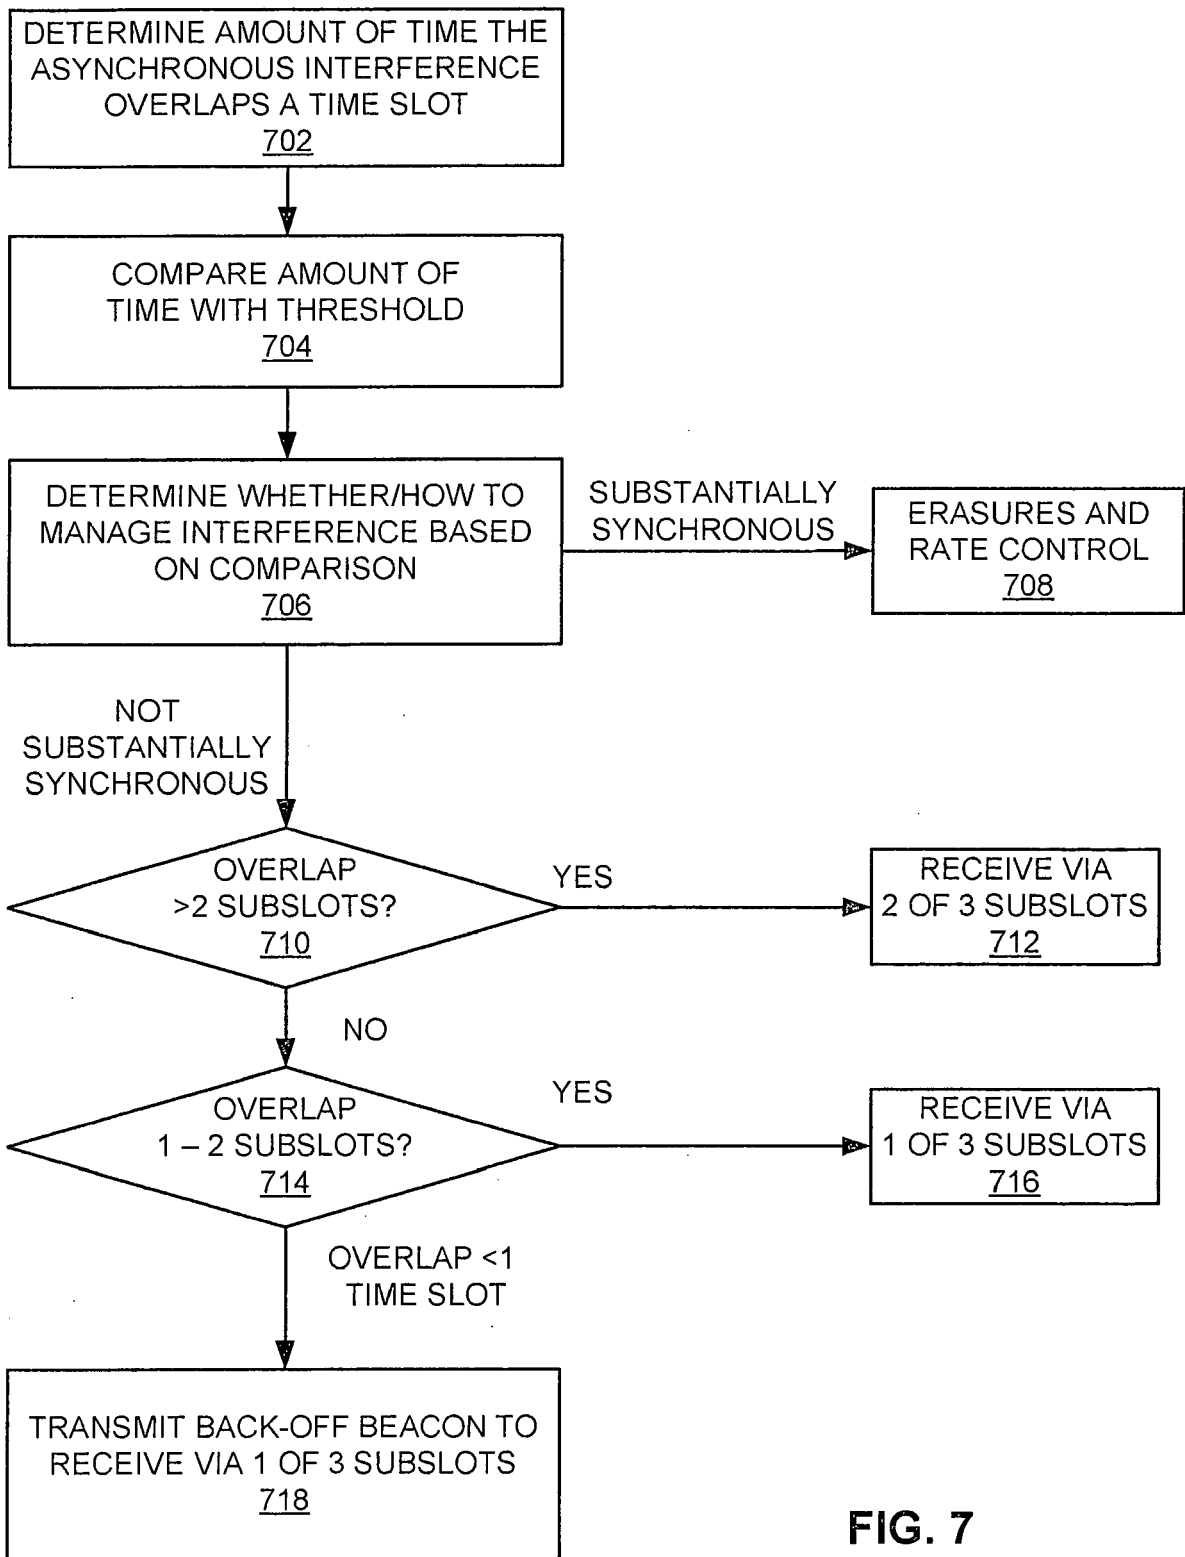 DETERMINE AMOUNT OF TIME THE
ASYNCHRONOUS INTERFERENCE
OVERLAPS A TIME SLOT
702
COMPARE AMOUNT OF
TIME WITH THRESHOLD
704
DETERMINE WHETHER/HOW TO
MANAGE INTERFERENCE BASED
ON COMPARISON
706
SUBSTANTIALLY
SYNCHRONOUS
ERASURES AND
RATE CONTROL
708
NOT
SUBSTANTIALLY
SYNCHRONOUS
OVERLAP
>2 SUBSLOTS?
710
YES
RECEIVE VIA
2 OF 3 SUBSLOTS
712
NO
OVERLAP
1 – 2 SUBSLOTS?
714
YES
RECEIVE VIA
1 OF 3 SUBSLOTS
716
OVERLAP <1
TIME SLOT
TRANSMIT BACK-OFF BEACON TO
RECEIVE VIA 1 OF 3 SUBSLOTS
718
FIG. 7